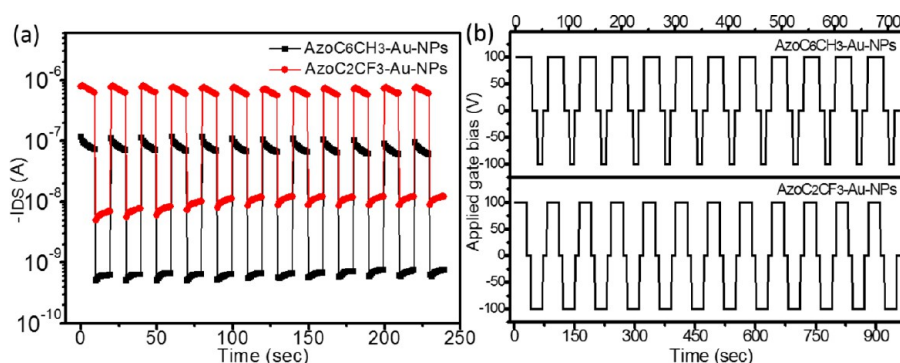 (a)
AzoC6CH3-Au-NPs
AzoC2CF3-Au-NPs
10-6
10-7
10-8
10-9
10-10
-IDS (A)
0 50 100 150 200 250
Time (sec)
(b)
0 100 200 300 400 500 600 700
AzoC6CH3-Au-NPs
100
50
0
-50
-100
AzoC2CF3-Au-NPs
100
50
0
-50
-100
Applied gate bias (V)
0 150 300 450 600 750 900
Time (sec)